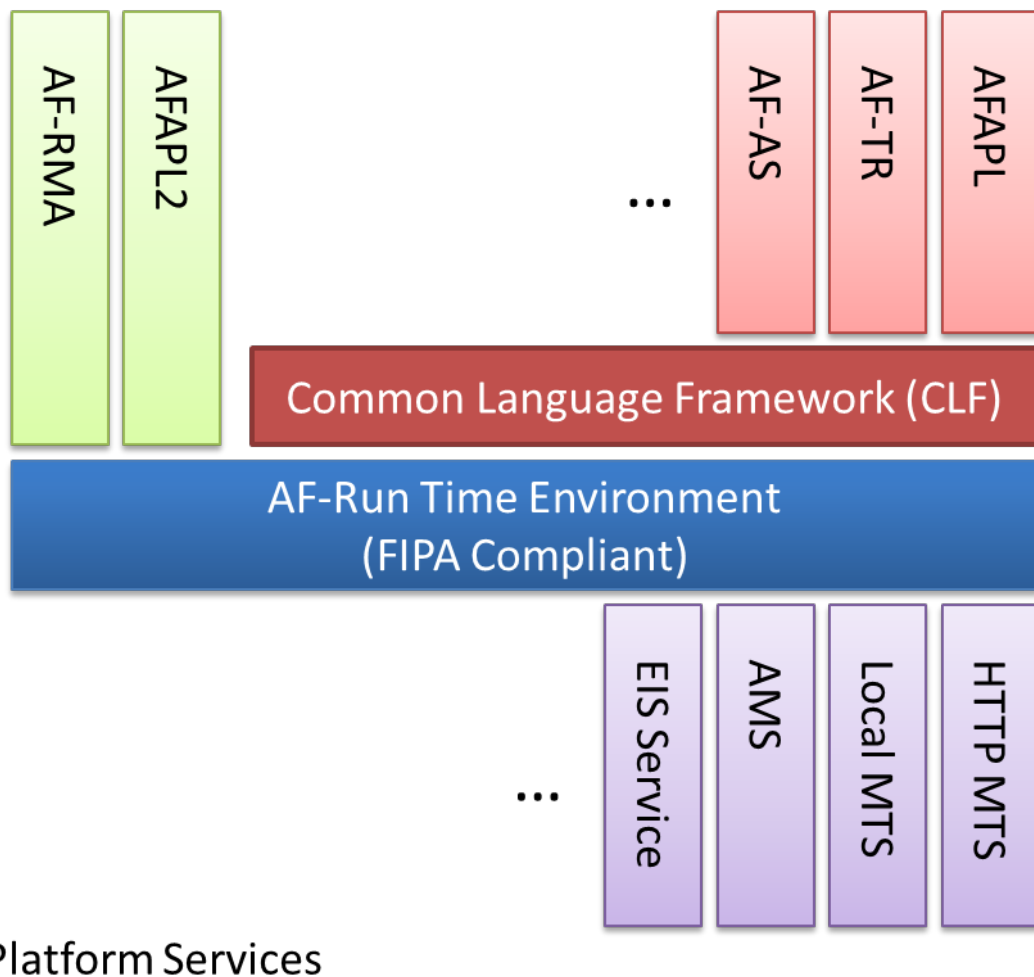 AF-RMA
AFAPL2
...
AF-AS
AF-TR
AFAPL
Common Language Framework (CLF)
AF-Run Time Environment
(FIPA Compliant)
...
EIS Service
AMS
Local MTS
HTTP MTS
Platform Services